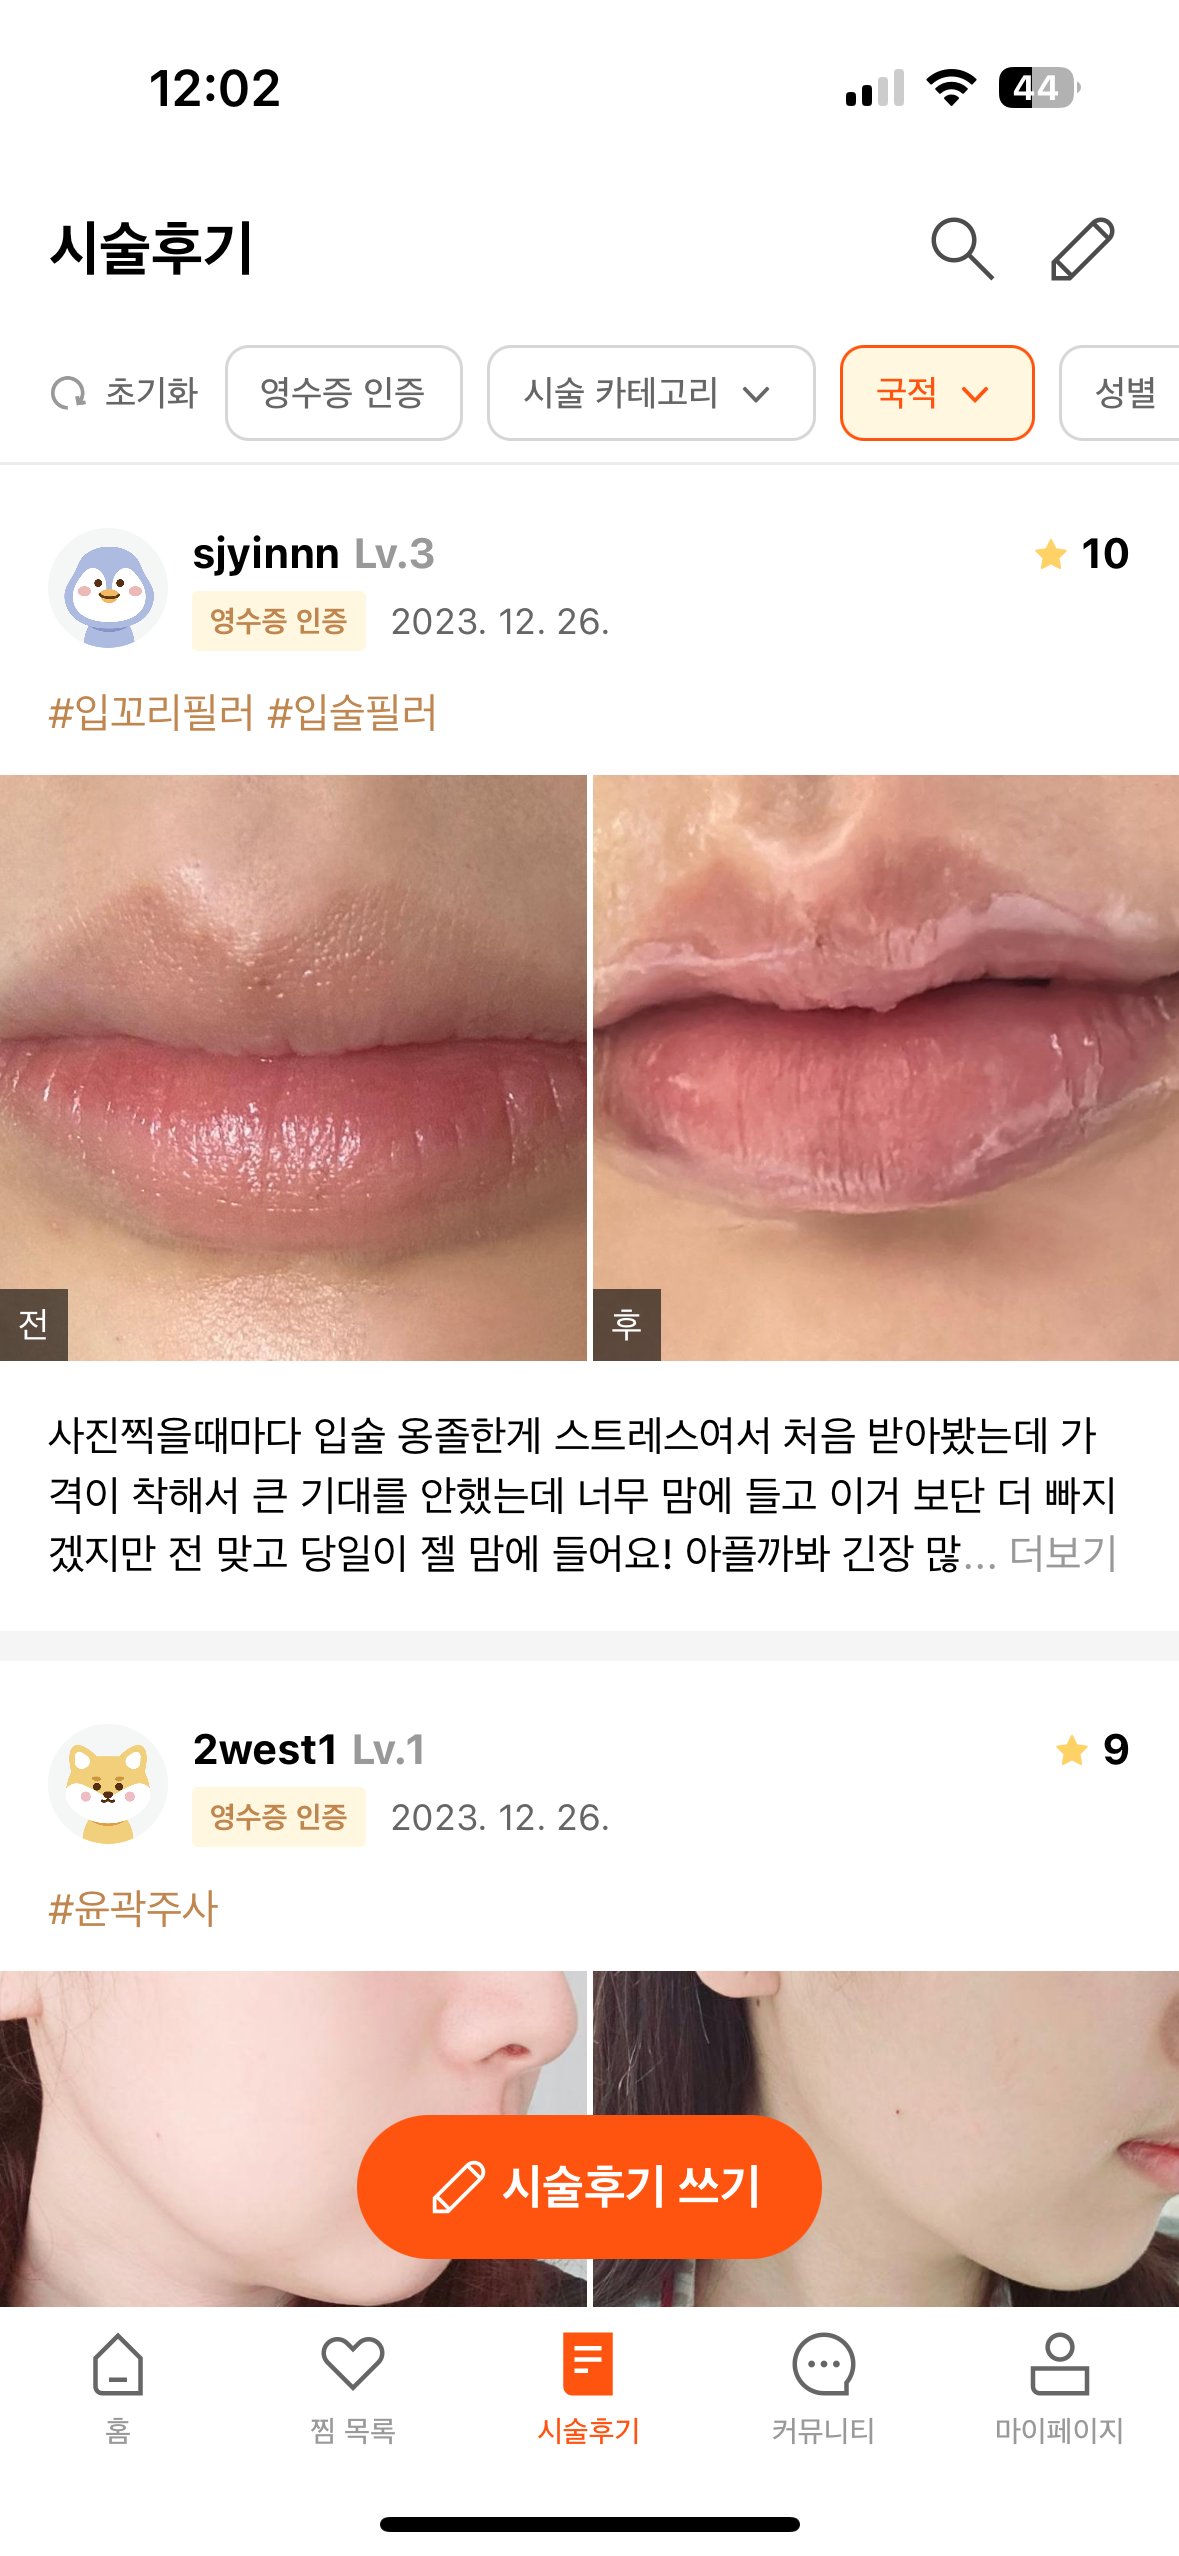 12:02
44
시술후기
초기화
영수증 인증
시술 카테고리
국적
성별
sjyinnn Lv.3
10
영수증 인증 2023. 12. 26.
#입꼬리필러 #입술필러
전
후
사진찍을때마다 입술 옹졸한게 스트레스여서 처음 받아봤는데 가
격이 착해서 큰 기대를 안했는데 너무 맘에 들고 이거 보단 더 빠지
겠지만 전 맞고 당일이 젤 맘에 들어요! 아플까봐 긴장 많... 더보기
2west1 Lv.1
9
영수증 인증 2023. 12. 26.
#윤곽주사
시술후기 쓰기
홈
찜 목록
시술후기
커뮤니티
마이페이지